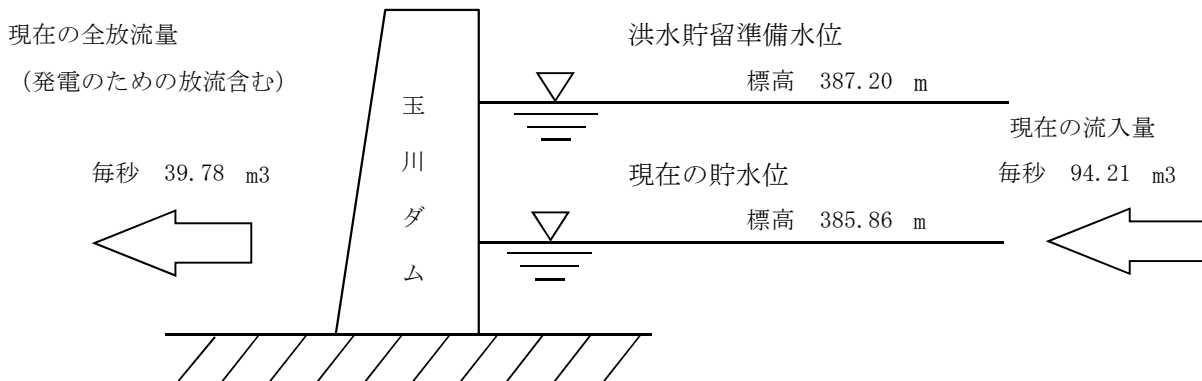 現在の全放流量
（発電のための放流含む）
毎秒 39.78 m3
玉川ダム
洪水貯留準備水位
標高 387.20 m
現在の貯水位
標高 385.86 m
現在の流入量
毎秒 94.21 m3